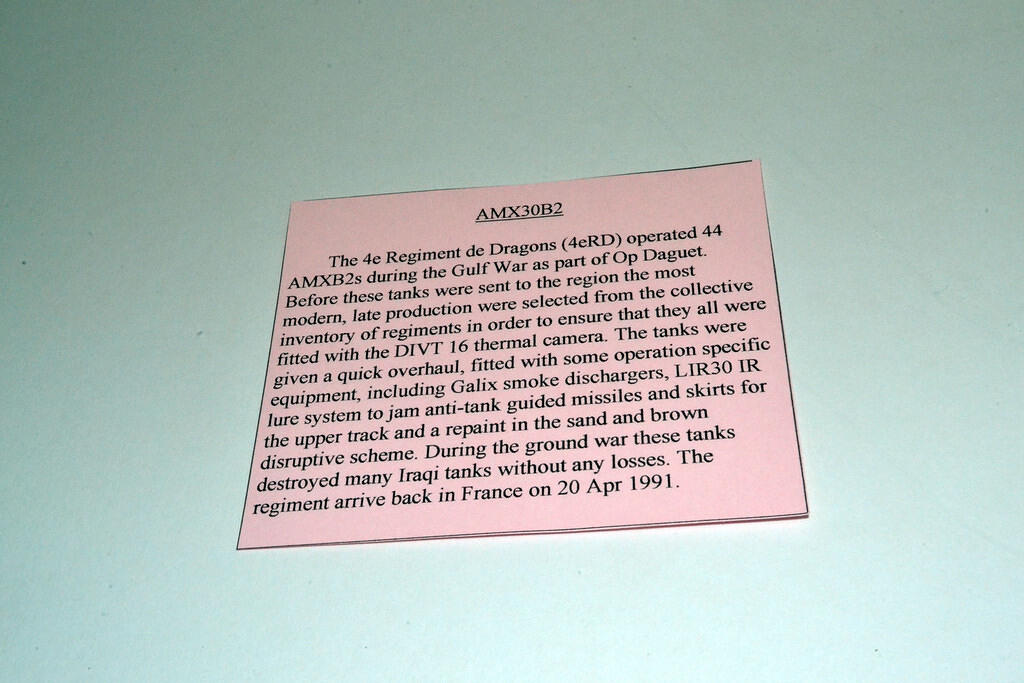 AMX30B2
The 4e Regiment de Dragons (4eRD) operated 44
AMXB2s during the Gulf War as part of Op Daguet.
Before these tanks were sent to the region the most
modern, late production were selected from the collective
inventory of regiments in order to ensure that they all were
fitted with the DIVT 16 thermal camera. The tanks were
given a quick overhaul, fitted with some operation specific
equipment, including Galix smoke dischargers, LIR30 IR
lure system to jam anti-tank guided missiles and skirts for
the upper track and a repaint in the sand and brown
disruptive scheme. During the ground war these tanks
destroyed many Iraqi tanks without any losses. The
regiment arrive back in France on 20 Apr 1991.